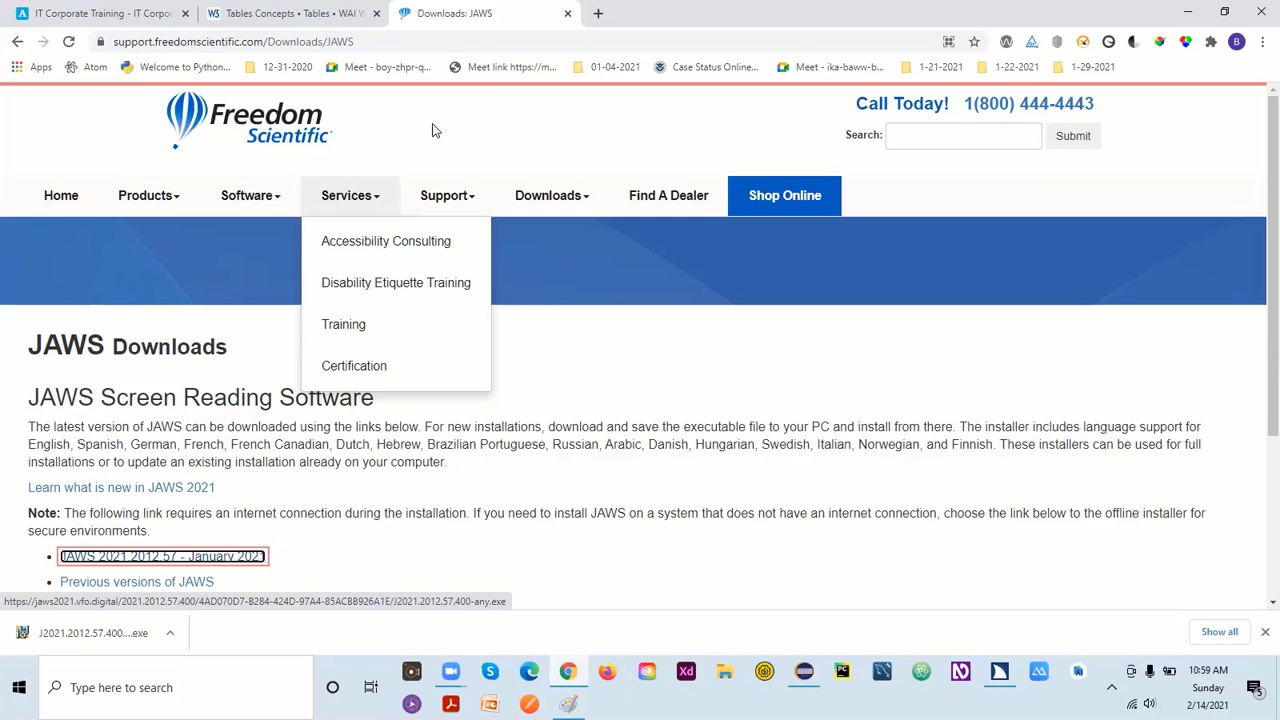 IT Corporate Training - IT Corpor
Tables Concepts • Tables • WAI W
Downloads: JAWS
support.freedomscientific.com/Downloads/JAWS
Apps
Atom
Welcome to Python...
12-31-2020
Meet - boy-zhpr-q...
Meet link https://m...
01-04-2021
Case Status Online...
Meet - ika-baww-b...
1-21-2021
1-22-2021
1-29-2021
Freedom
Scientific
Call Today! 1(800) 444-4443
Search:
Submit
Home
Products
Software
Services
Support
Downloads
Find A Dealer
Shop Online
Accessibility Consulting
Disability Etiquette Training
Training
Certification
JAWS Downloads
JAWS Screen Reading Software
The latest version of JAWS can be downloaded using the links below. For new installations, download and save the executable file to your PC and install from there. The installer includes language support for
English, Spanish, German, French, French Canadian, Dutch, Hebrew, Brazilian Portuguese, Russian, Arabic, Danish, Hungarian, Swedish, Italian, Norwegian, and Finnish. These installers can be used for full
installations or to update an existing installation already on your computer.
Learn what is new in JAWS 2021
Note: The following link requires an internet connection during the installation. If you need to install JAWS on a system that does not have an internet connection, choose the link below to the offline installer for
secure environments.
• JAWS 2021.2012.57 - January 2021
• Previous versions of JAWS
https://jaws2021.vfo.digital/2021.2012.57.400/4AD070D7-B284-424D-97A4-85ACBB926A1E/J2021.2012.57.400-any.exe
J2021.2012.57.400....exe
Show all
Type here to search
10:59 AM
Sunday
2/14/2021